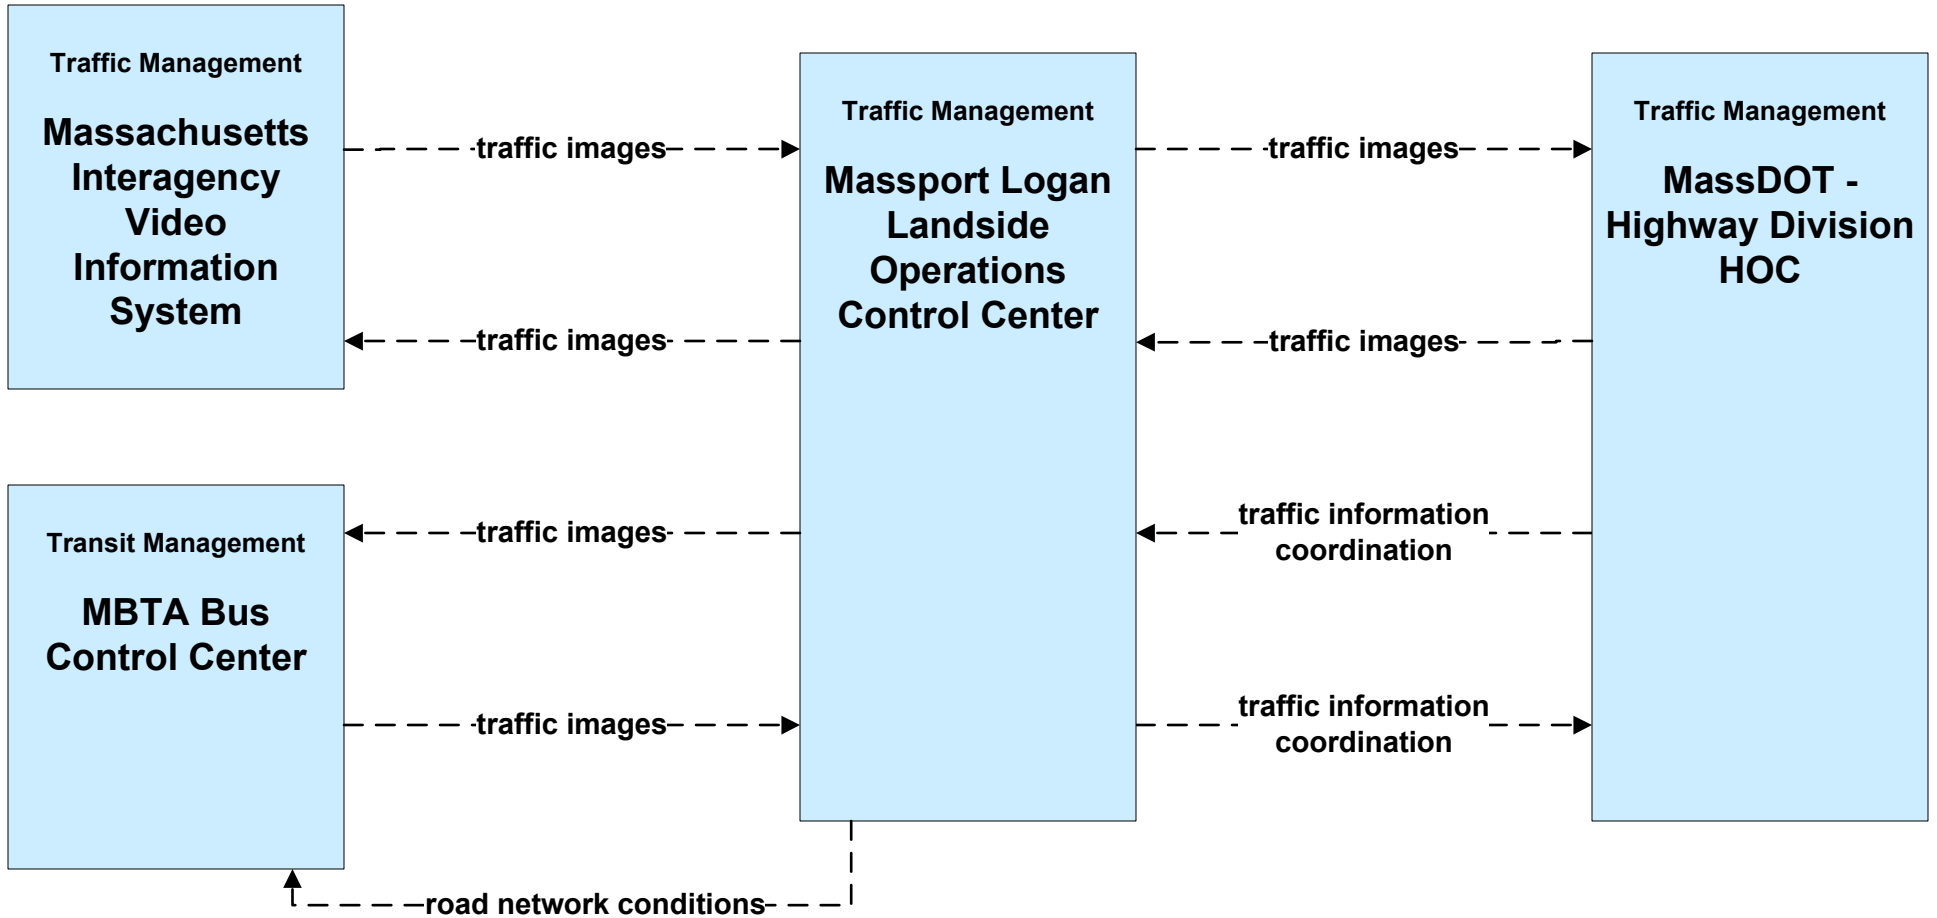 Traffic Management
Massachusetts
Interagency
Video
Information
System
traffic images
traffic images
Traffic Management
Massport Logan
Landside
Operations
Control Center
traffic images
traffic images
Traffic Management
MassDOT -
Highway Division
HOC
Transit Management
MBTA Bus
Control Center
traffic images
traffic images
traffic information
coordination
traffic information
coordination
road network conditions